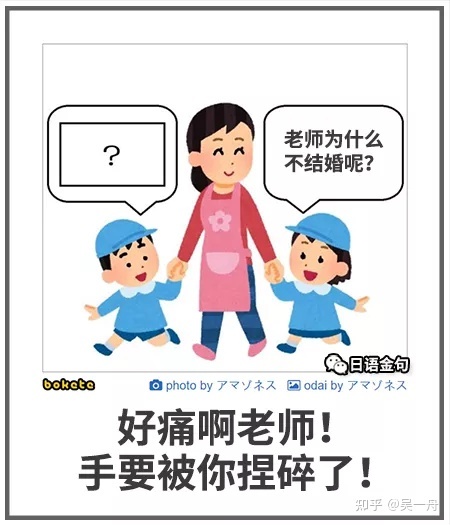 ?
老师为什么
不结婚呢?
日语金句
bokete
photo by アマゾネス odai by アマゾネス
好痛啊老师!
手要被你捏碎了!
知乎 @吴一舟